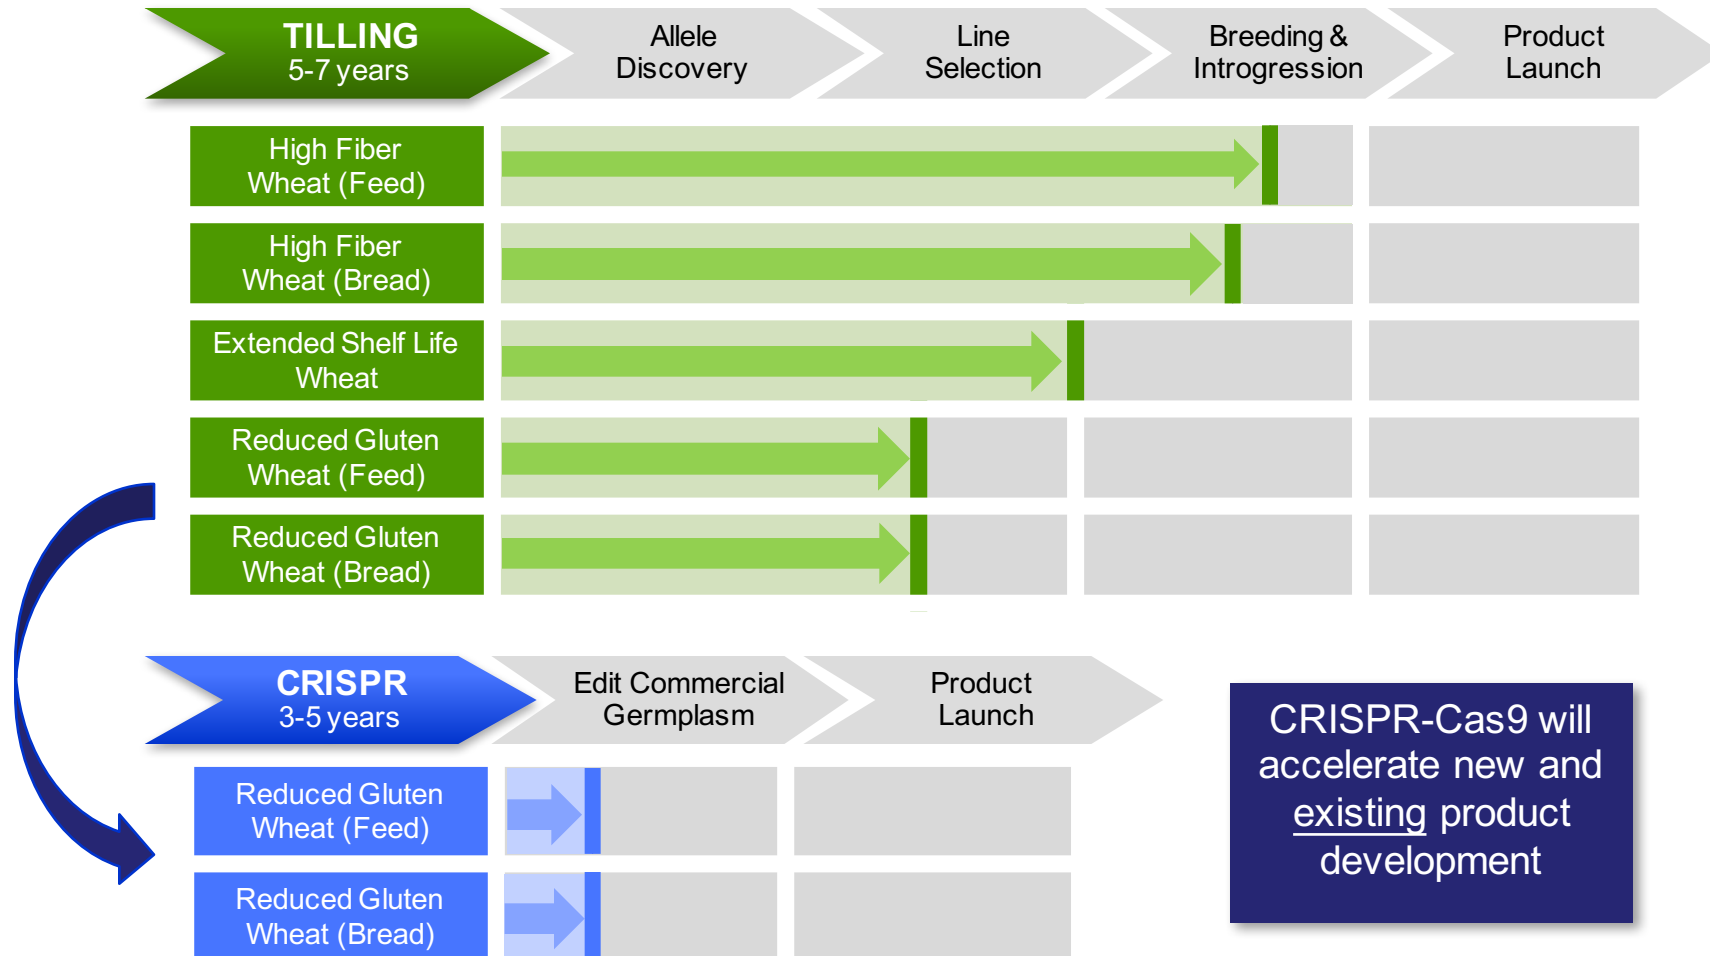 TILLING
5-7 years
Allele
Discovery
Line
Selection
Breeding &
Introgression
Product
Launch
High Fiber
Wheat (Feed)
High Fiber
Wheat (Bread)
Extended Shelf Life
Wheat
Reduced Gluten
Wheat (Feed)
Reduced Gluten
Wheat (Bread)
CRISPR
3-5 years
Edit Commercial
Germplasm
Product
Launch
Reduced Gluten
Wheat (Feed)
Reduced Gluten
Wheat (Bread)
CRISPR-Cas9 will
accelerate new and
existing product
development